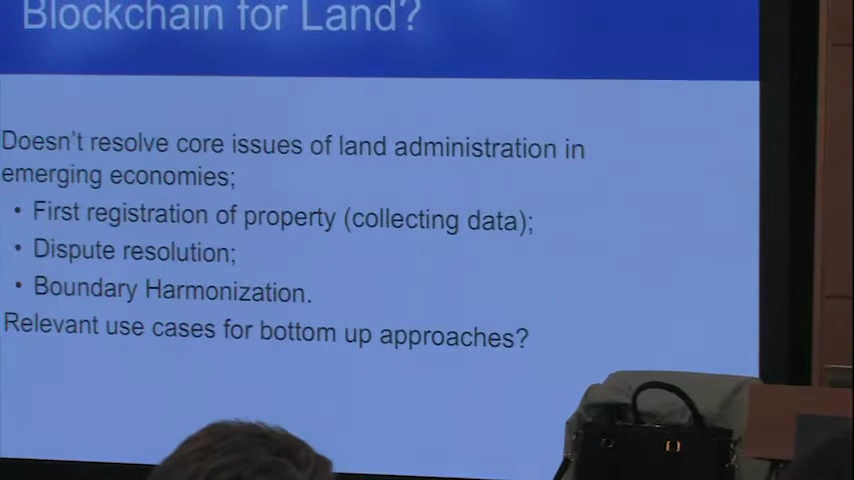 Blockchain for Land?
Doesn't resolve core issues of land administration in
emerging economies;
• First registration of property (collecting data);
• Dispute resolution;
• Boundary Harmonization.
Relevant use cases for bottom up approaches?